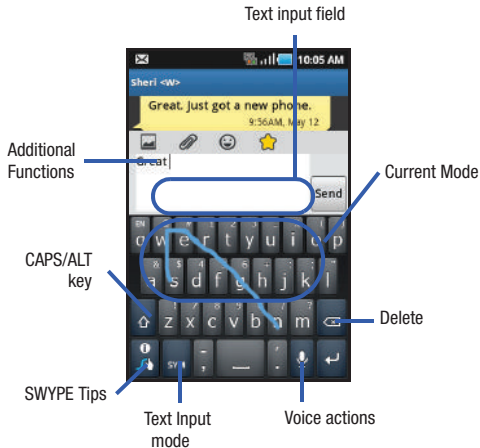 Text input field
10:05 AM
Sheri <W>
Great. Just got a new phone.
9:56AM, May 12
Additional
Functions
Great
Send
Current Mode
EN
q w e r t y u i o p
a s d f g h j k l
CAPS/ALT
key
z x c v b n m
Delete
SYM
SWYPE Tips
Text Input
mode
Voice actions